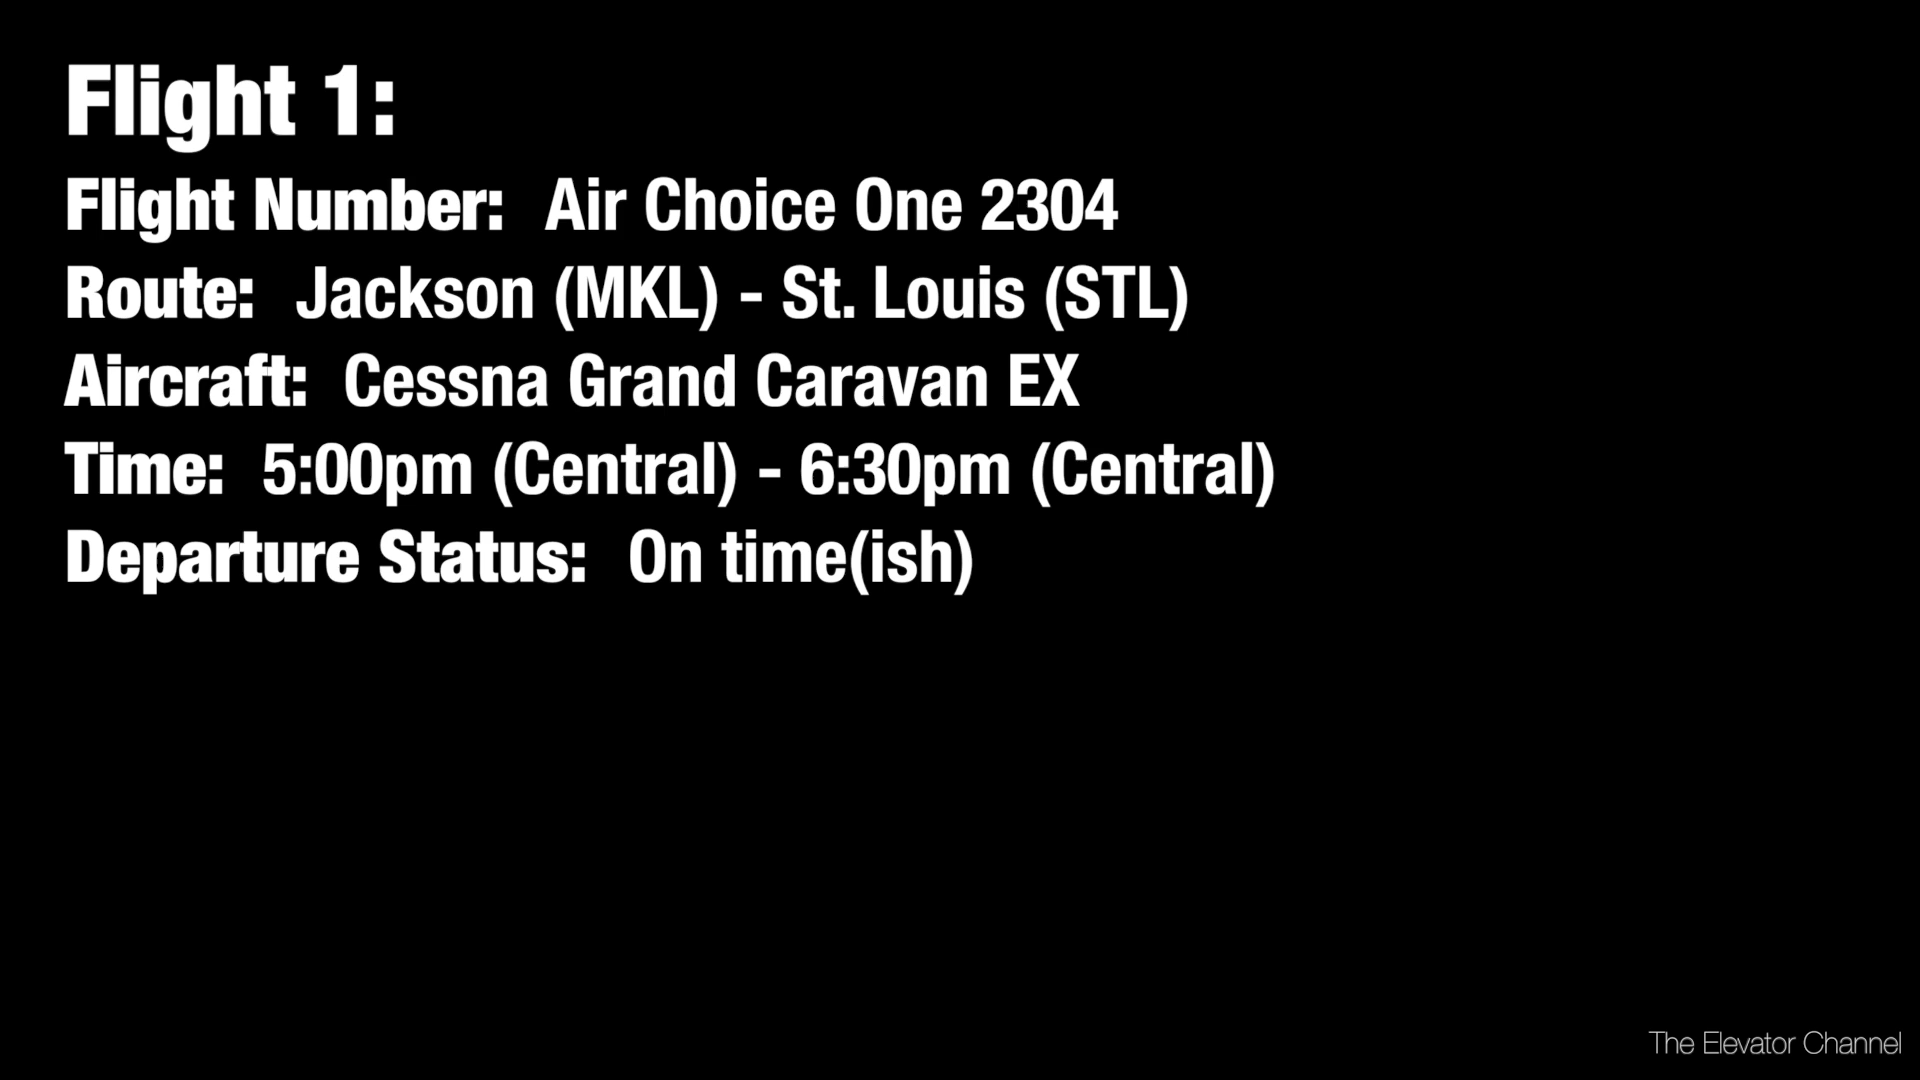 Flight 1:
Flight Number: Air Choice One 2304
Route: Jackson (MKL) - St. Louis (STL)
Aircraft: Cessna Grand Caravan EX
Time: 5:00pm (Central) - 6:30pm (Central)
Departure Status: On time(ish)
The Elevator Channel